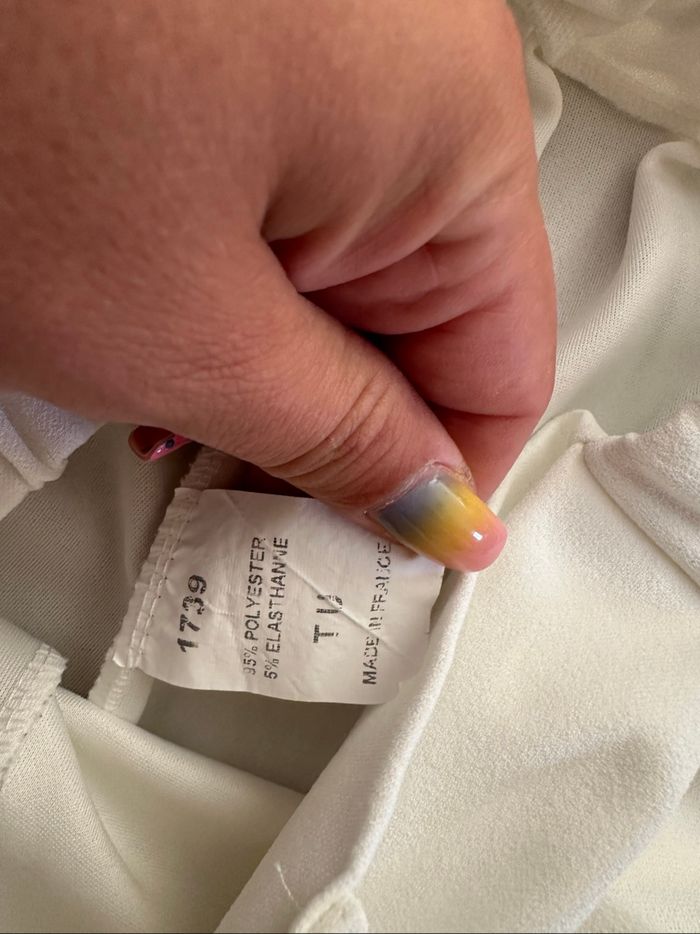 1739
95% POLYESTER
5% ELASTHANNE
TU
MADE IN FRANCE